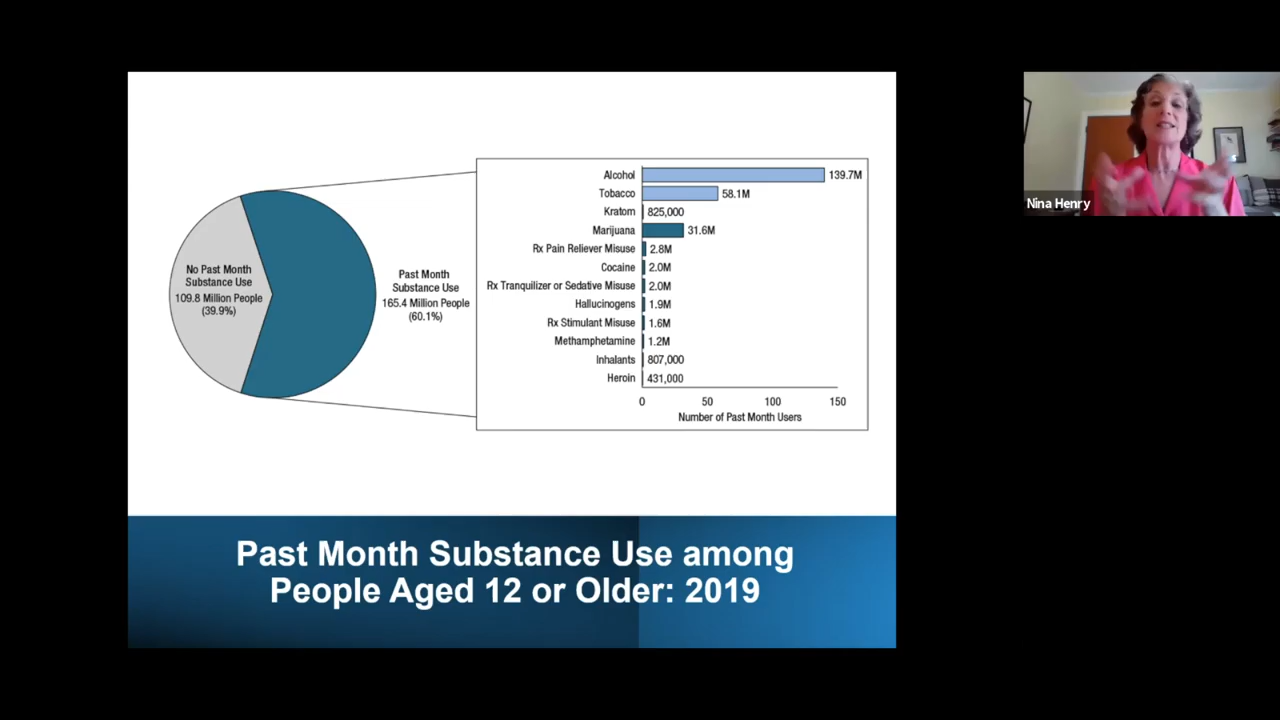 No Past Month
Substance Use
109.8 Million People
(39.9%)
Past Month
Substance Use
165.4 Million People
(60.1%)
Alcohol 139.7M
Tobacco 58.1M
Kratom 825,000
Marijuana 31.6M
Rx Pain Reliever Misuse 2.8M
Cocaine 2.0M
Rx Tranquilizer or Sedative Misuse 2.0M
Hallucinogens 1.9M
Rx Stimulant Misuse 1.6M
Methamphetamine 1.2M
Inhalants 807,000
Heroin 431,000
0 50 100 150
Number of Past Month Users
Past Month Substance Use among
People Aged 12 or Older: 2019
Nina Henry